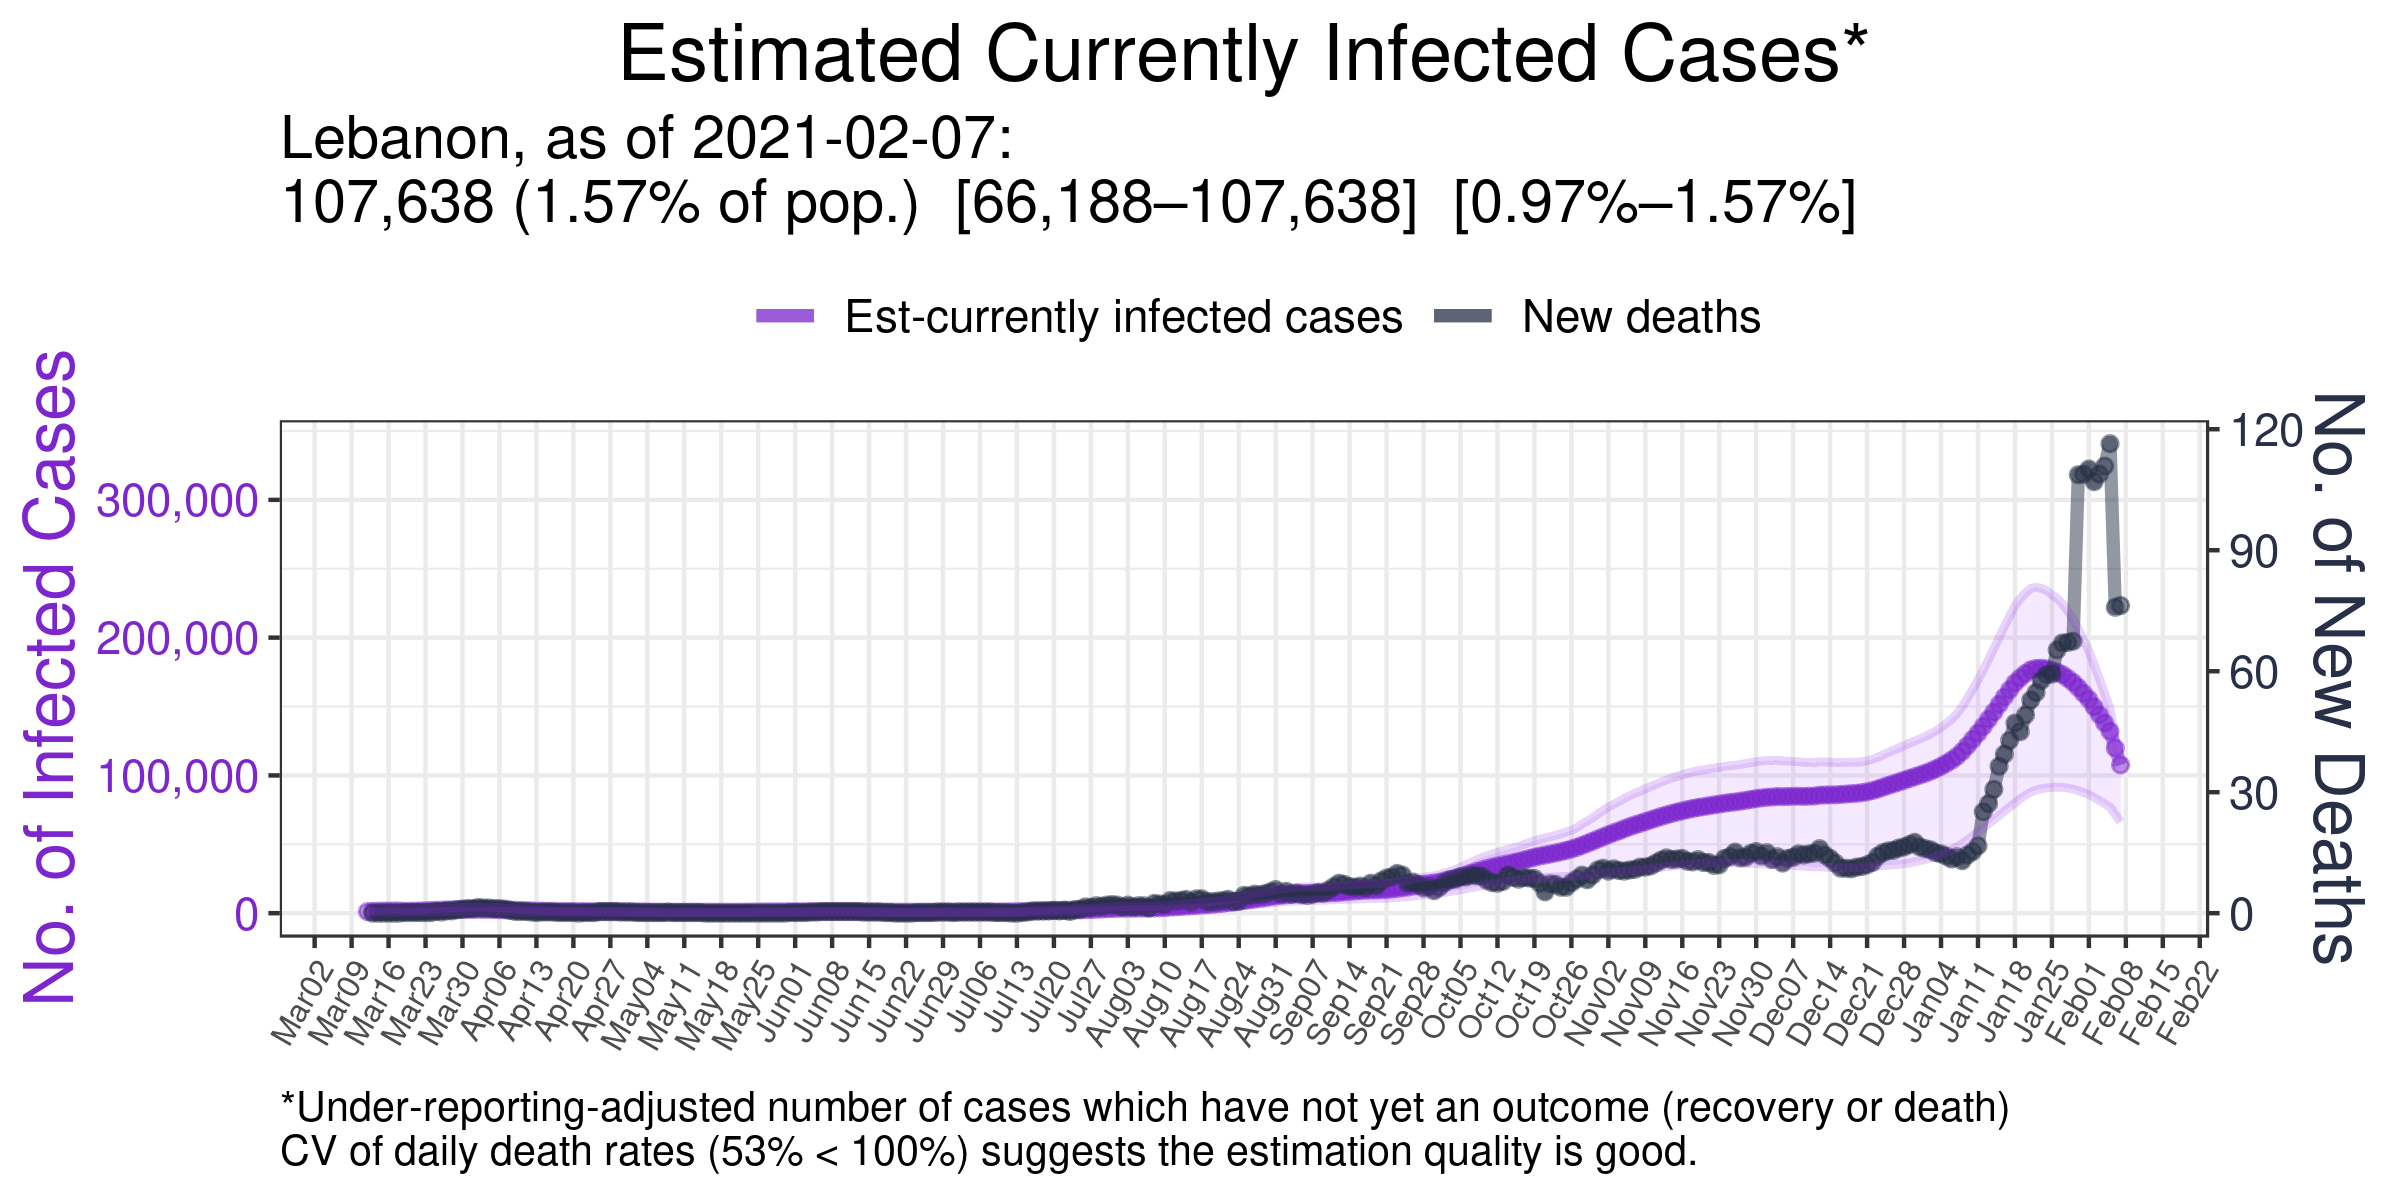 Estimated Currently Infected Cases*
Lebanon, as of 2021-02-07:
107,638 (1.57% of pop.) [66,188–107,638] [0.97%–1.57%]
Est-currently infected cases New deaths
No. of Infected Cases
300,000
200,000
100,000
0
120
90
60
30
0
No. of New Deaths
Mar02 Mar09 Mar16 Mar23 Mar30 Apr06 Apr13 Apr20 Apr27 May04 May11 May18 May25 Jun01 Jun08 Jun15 Jun22 Jun29 Jul06 Jul13 Jul20 Jul27 Aug03 Aug10 Aug17 Aug24 Aug31 Sep07 Sep14 Sep21 Sep28 Oct05 Oct12 Oct19 Oct26 Nov02 Nov09 Nov16 Nov23 Nov30 Dec07 Dec14 Dec21 Dec28 Jan04 Jan11 Jan18 Jan25 Feb01 Feb08 Feb15 Feb22
*Under-reporting-adjusted number of cases which have not yet an outcome (recovery or death)
CV of daily death rates (53% < 100%) suggests the estimation quality is good.